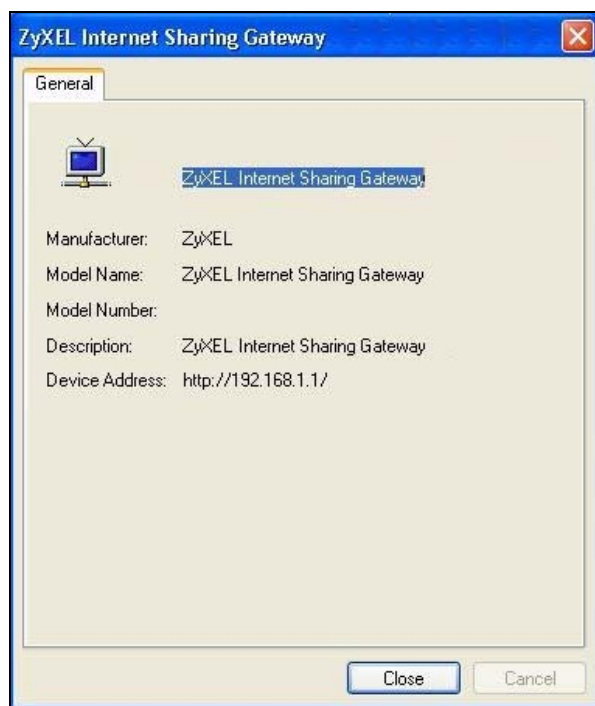 ZyXEL Internet Sharing Gateway
General
ZyXEL Internet Sharing Gateway
Manufacturer: ZyXEL
Model Name: ZyXEL Internet Sharing Gateway
Model Number:
Description: ZyXEL Internet Sharing Gateway
Device Address: http://192.168.1.1/
Close Cancel